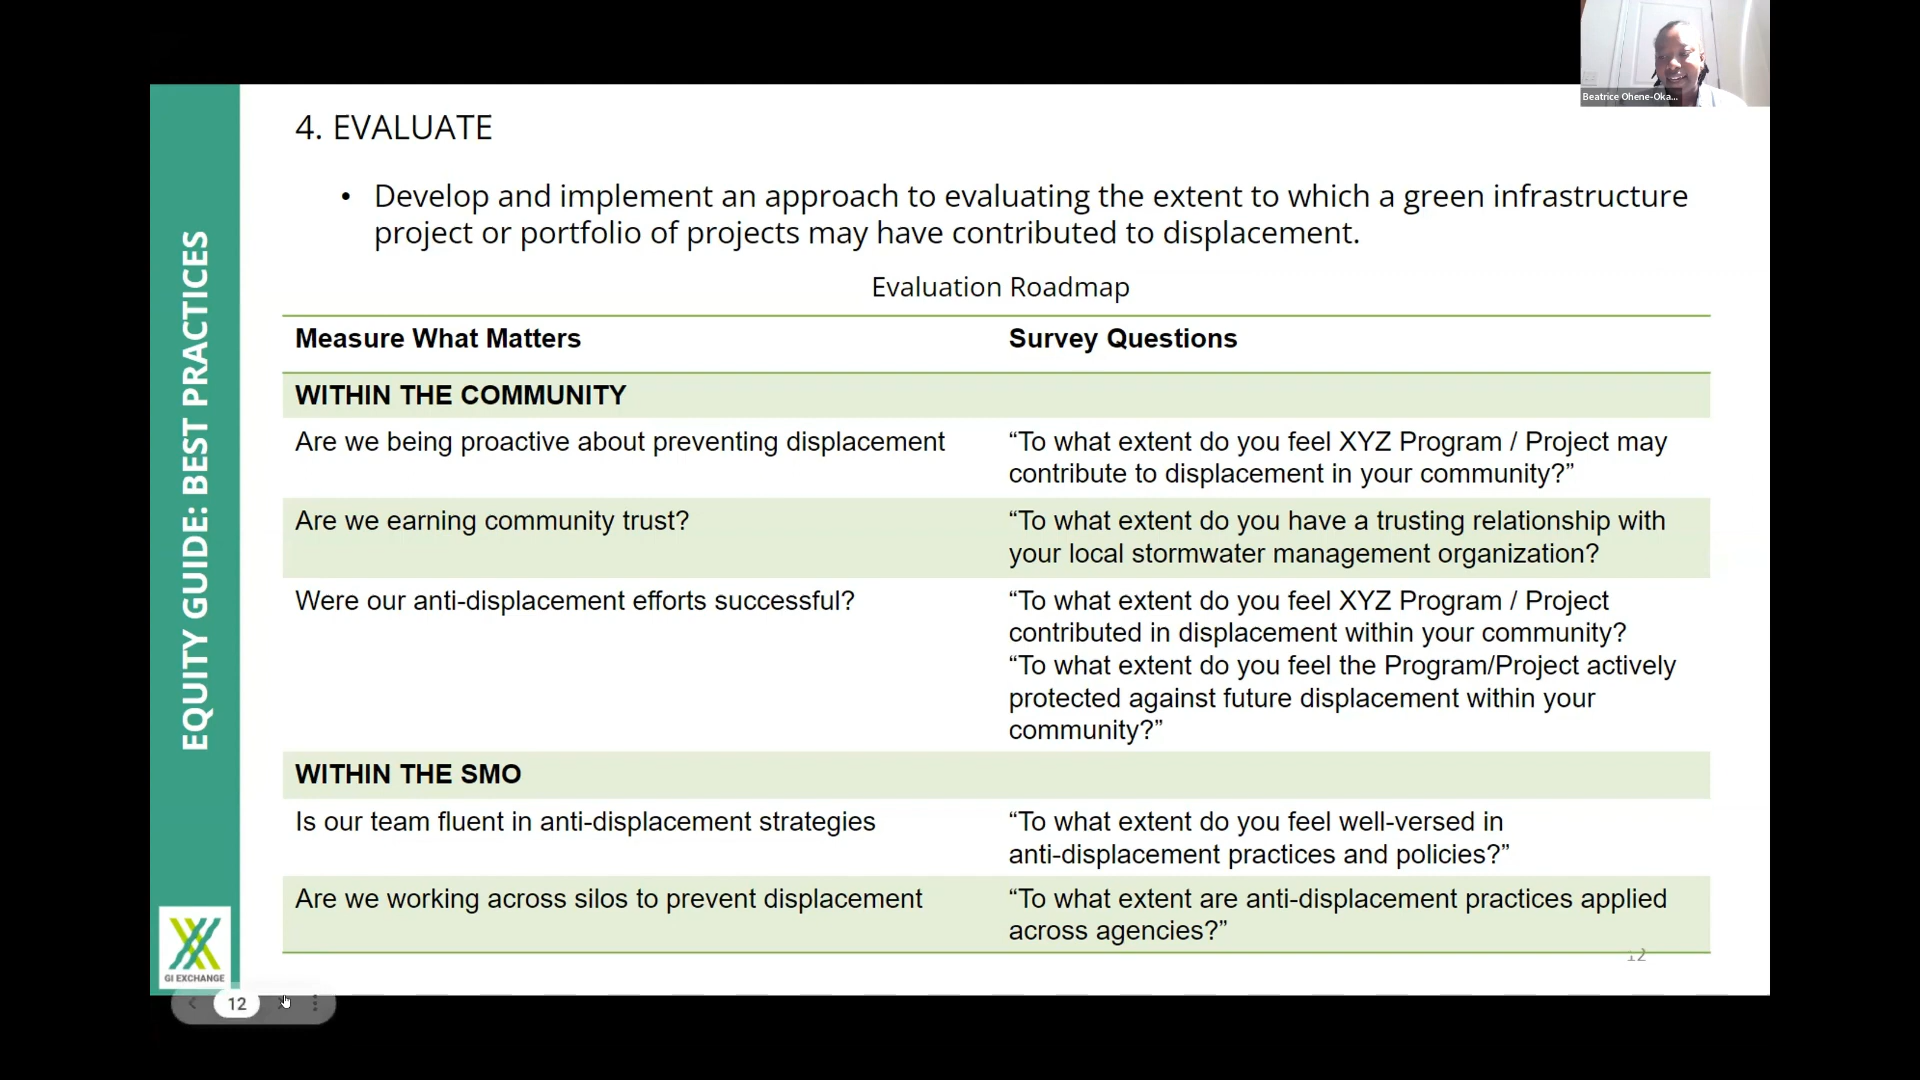 Beatrice Ohene-Oka...
4. EVALUATE
• Develop and implement an approach to evaluating the extent to which a green infrastructure
project or portfolio of projects may have contributed to displacement.
EQUITY GUIDE: BEST PRACTICES
Evaluation Roadmap
Measure What Matters
Survey Questions
WITHIN THE COMMUNITY
Are we being proactive about preventing displacement
“To what extent do you feel XYZ Program / Project may
contribute to displacement in your community?”
Are we earning community trust?
“To what extent do you have a trusting relationship with
your local stormwater management organization?
Were our anti-displacement efforts successful?
“To what extent do you feel XYZ Program / Project
contributed in displacement within your community?
“To what extent do you feel the Program/Project actively
protected against future displacement within your
community?”
WITHIN THE SMO
Is our team fluent in anti-displacement strategies
“To what extent do you feel well-versed in
anti-displacement practices and policies?”
Are we working across silos to prevent displacement
“To what extent are anti-displacement practices applied
across agencies?”
12
GI EXCHANGE
12